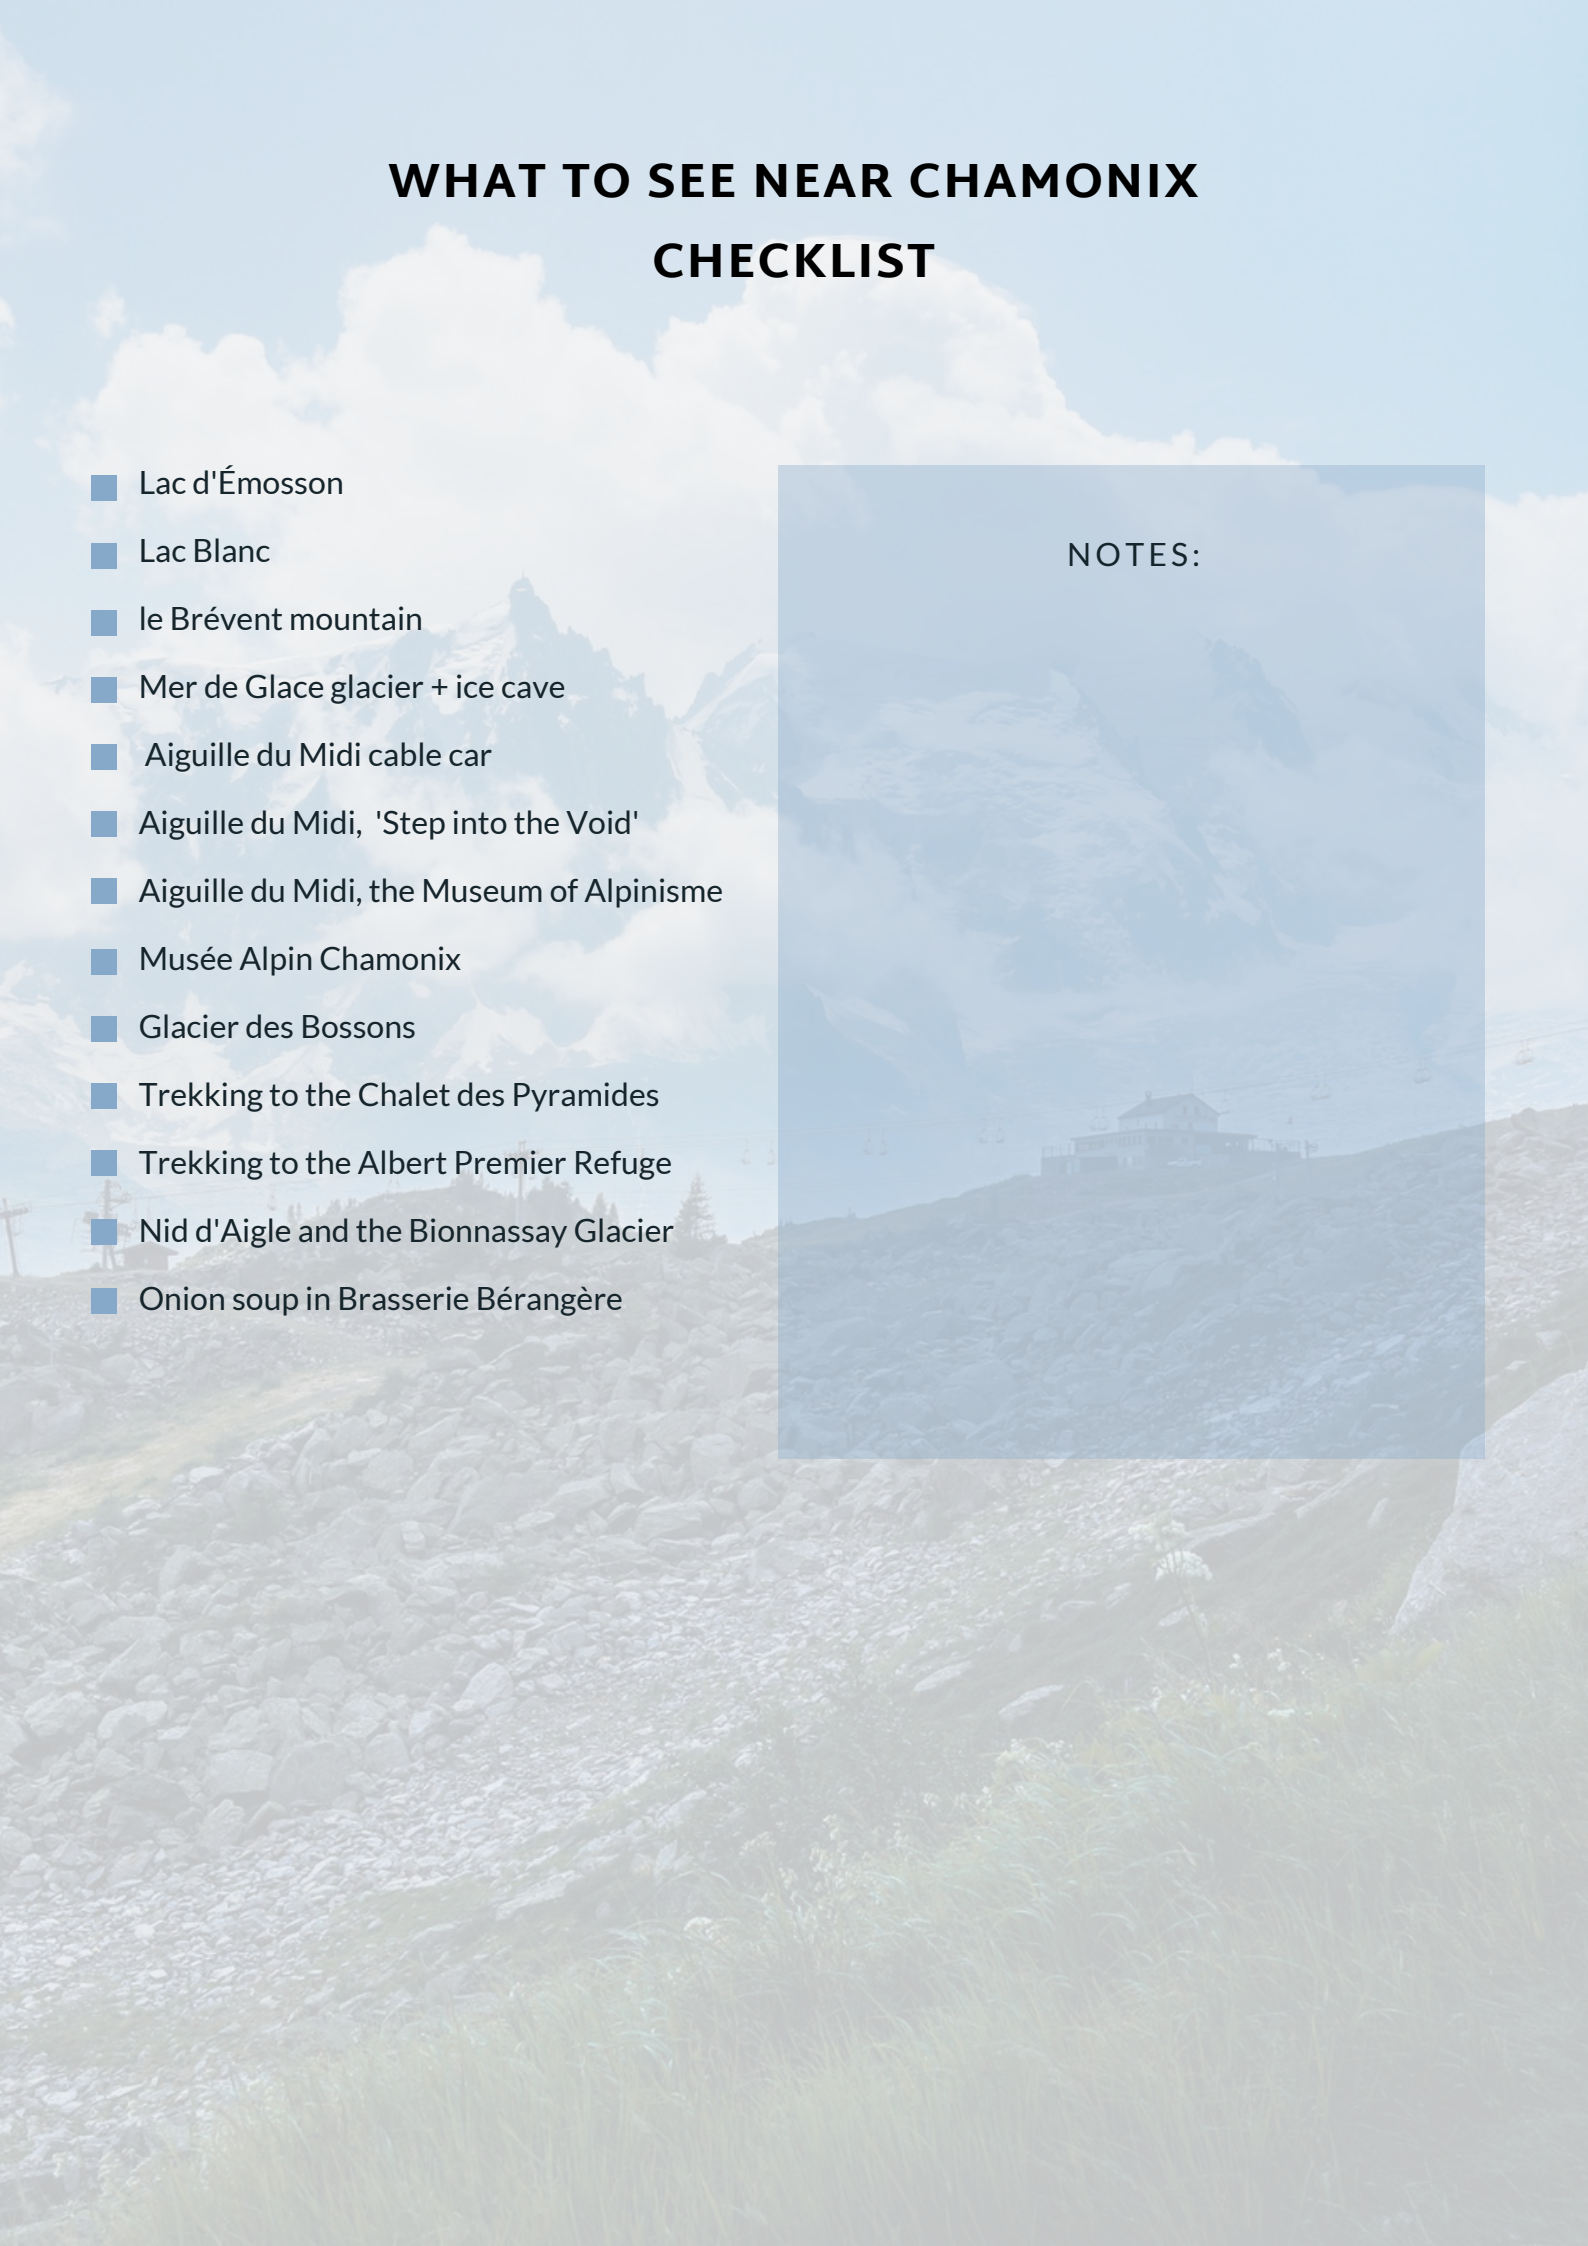 WHAT TO SEE NEAR CHAMONIX
CHECKLIST
Lac d'Émosson
Lac Blanc
le Brévent mountain
Mer de Glace glacier + ice cave
Aiguille du Midi cable car
Aiguille du Midi,  'Step into the Void'
Aiguille du Midi, the Museum of Alpinisme
Musée Alpin Chamonix
Glacier des Bossons
Trekking to the Chalet des Pyramides
Trekking to the Albert Premier Refuge
Nid d'Aigle and the Bionnassay Glacier
Onion soup in Brasserie Bérangère
NOTES: